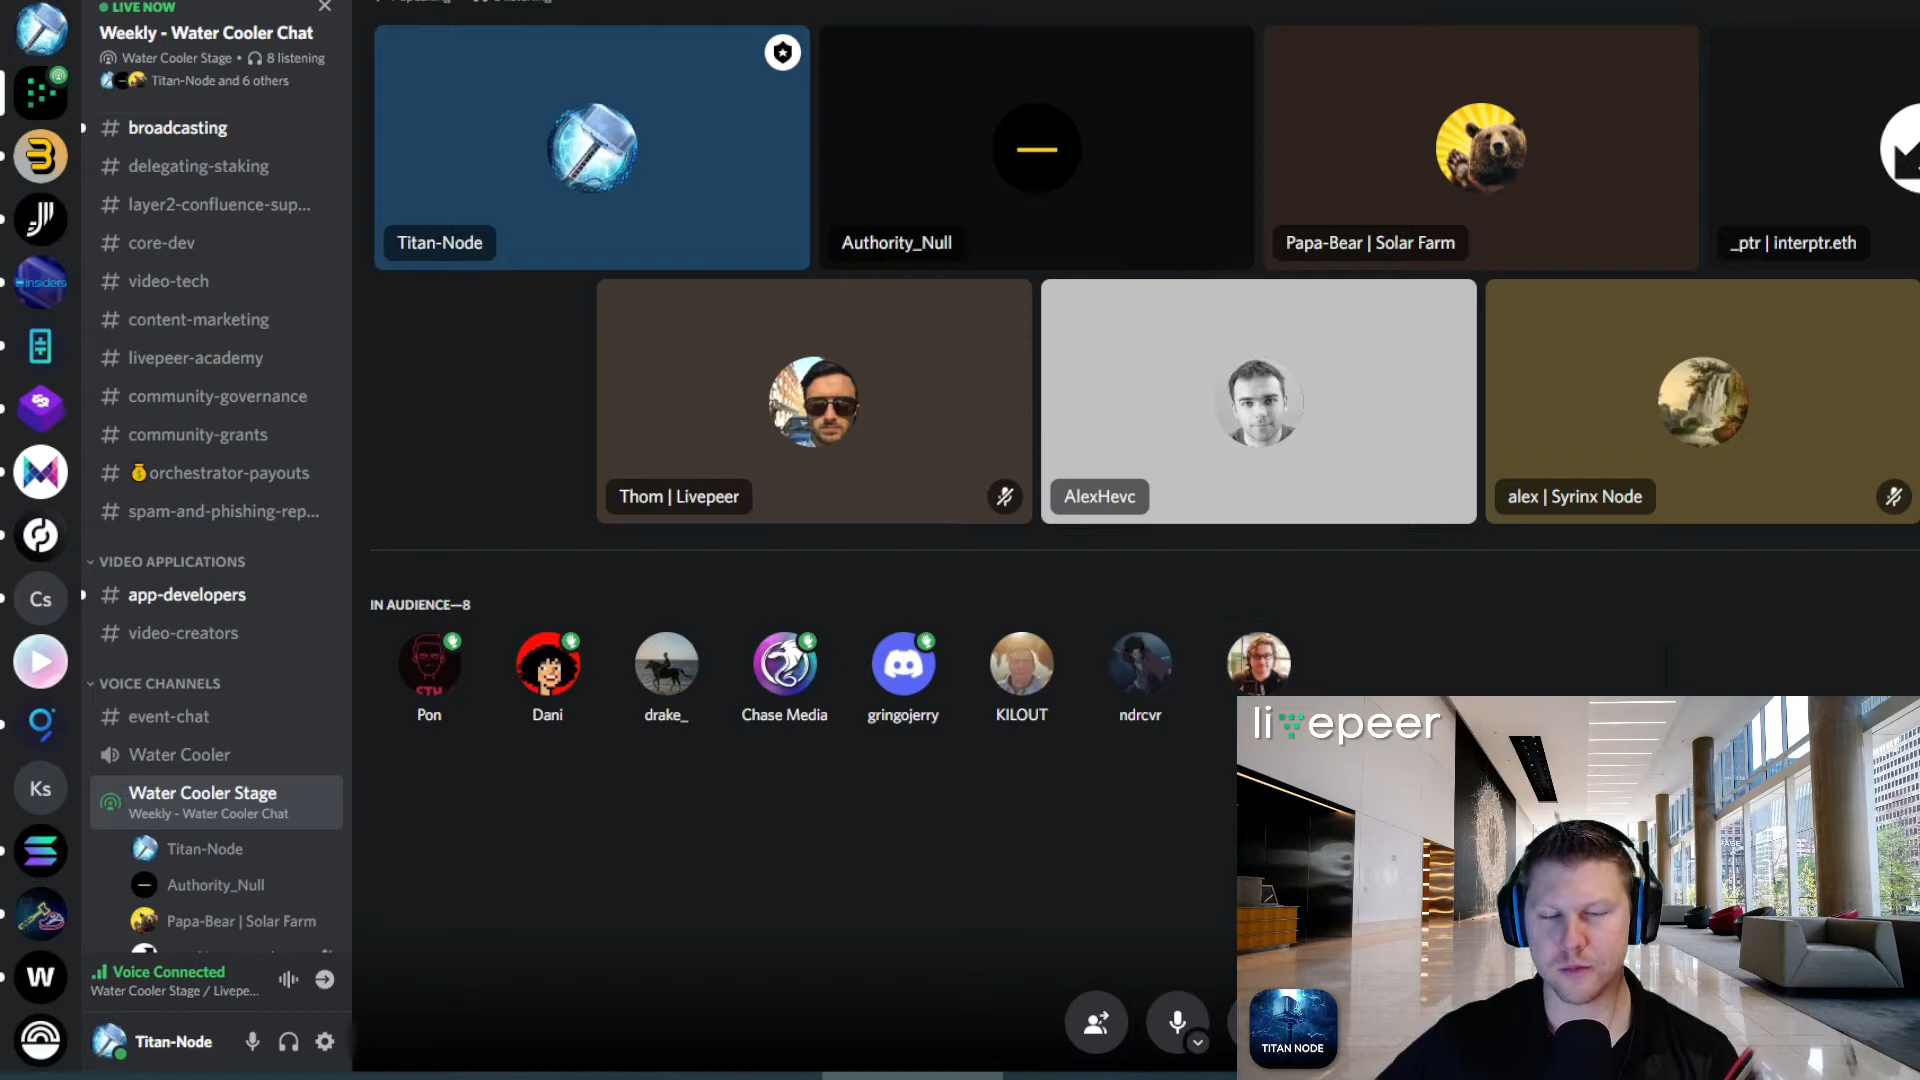 LIVE NOW
Weekly - Water Cooler Chat
Water Cooler Stage • 8 listening
Titan-Node and 6 others
# broadcasting
# delegating-staking
# layer2-confluence-sup...
# core-dev
# video-tech
# content-marketing
# livepeer-academy
# community-governance
# community-grants
# 💰orchestrator-payouts
# spam-and-phishing-rep...
VIDEO APPLICATIONS
# app-developers
# video-creators
VOICE CHANNELS
# event-chat
Water Cooler
Water Cooler Stage
Weekly - Water Cooler Chat
Titan-Node
Authority_Null
Papa-Bear | Solar Farm
Voice Connected
Water Cooler Stage / Livepe...
Titan-Node
insiders
Cs
Ks
W
Titan-Node
Authority_Null
Papa-Bear | Solar Farm
_ptr | interptr.eth
Thom | Livepeer
AlexHevc
alex | Syrinx Node
IN AUDIENCE—8
Pon
Dani
drake_
Chase Media
gringojerry
KILOUT
ndrcvr
livepeer
TITAN NODE